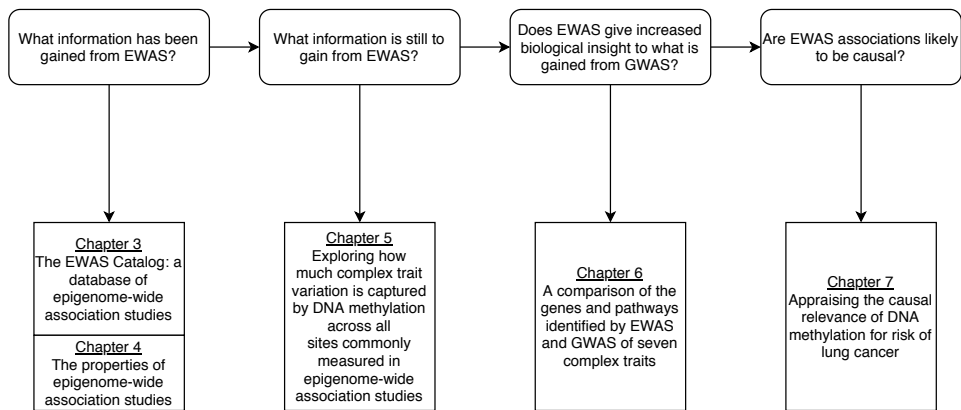 What information has been
gained from EWAS?
What information is still to
gain from EWAS?
Does EWAS give increased
biological insight to what is
gained from GWAS?
Are EWAS associations likely
to be causal?
Chapter 3
The EWAS Catalog: a
database of
epigenome-wide
association studies
Chapter 4
The properties of
epigenome-wide
association studies
Chapter 5
Exploring how
much complex trait
variation is captured
by DNA methylation
across all
sites commonly
measured in
epigenome-wide
association studies
Chapter 6
A comparison of the
genes and pathways
identified by EWAS
and GWAS of seven
complex traits
Chapter 7
Appraising the causal
relevance of DNA
methylation for risk of
lung cancer